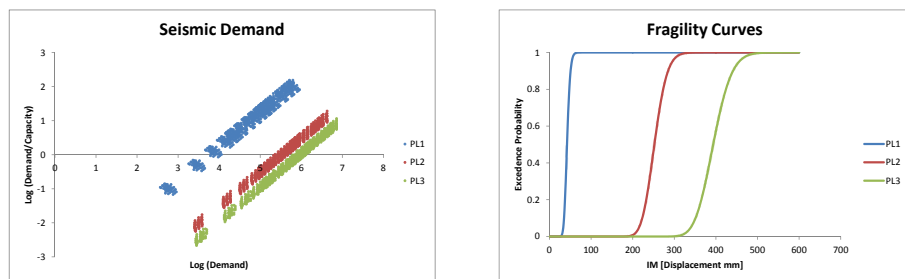 Seismic Demand
3
2
1
0
-1
-2
-3
0 1 2 3 4 5 6 7 8
Log (Demand/Capacity)
Log (Demand)
PL1
PL2
PL3
Fragility Curves
1
0.8
0.6
0.4
0.2
0
0 100 200 300 400 500 600 700
Excedence Probability
IM [Displacement mm]
PL1
PL2
PL3